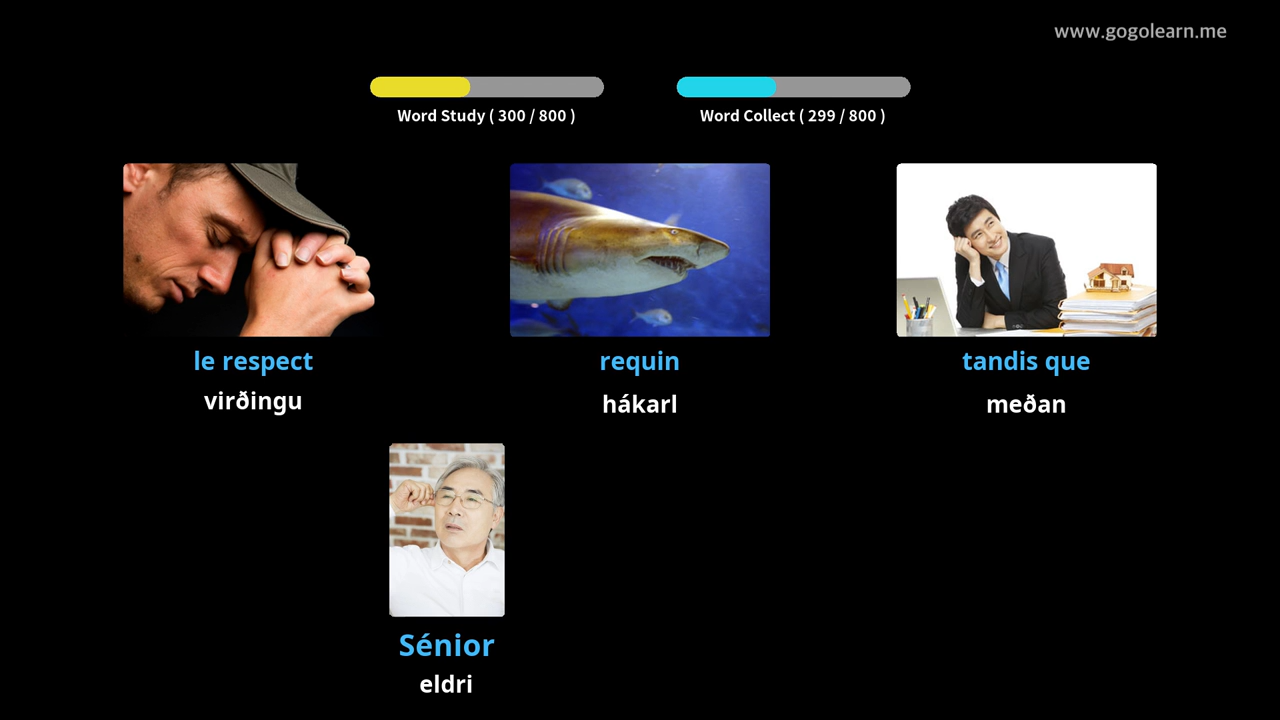 www.gogolearn.me
Word Study ( 300 / 800 )
Word Collect ( 299 / 800 )
le respect
requin
tandis que
virðingu
hákarl
meðan
Sénior
eldri